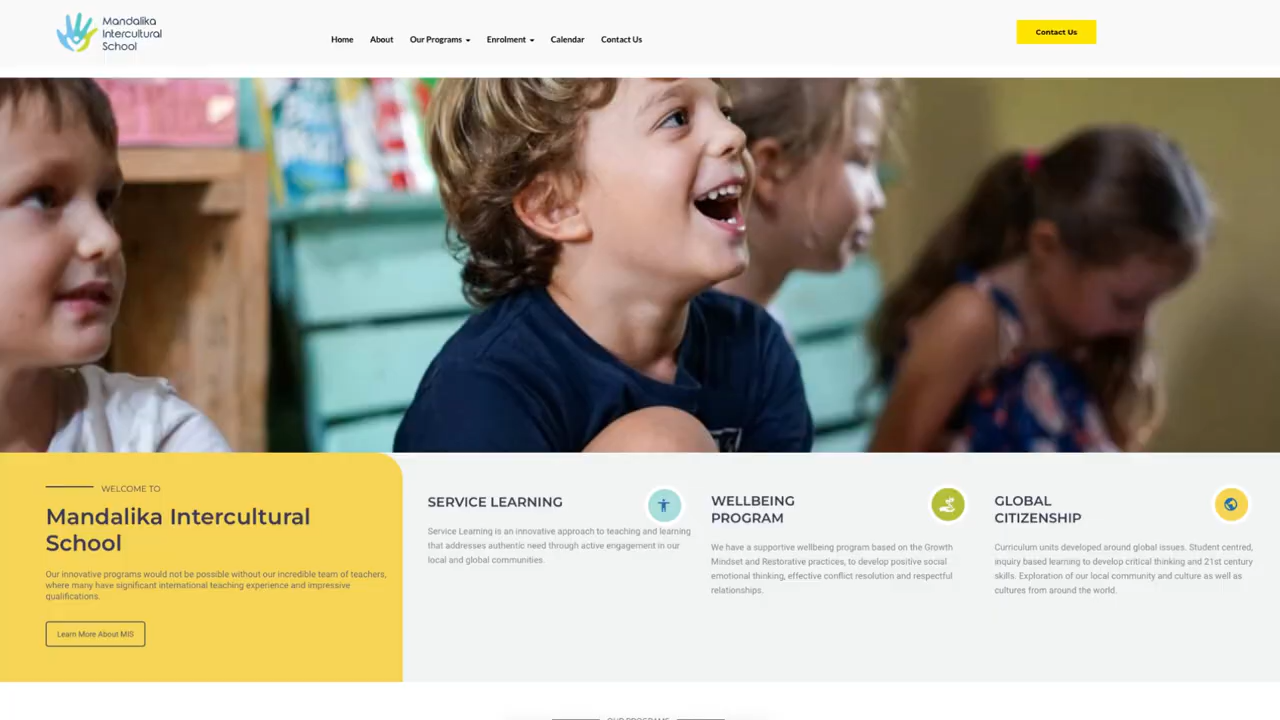 Mandalika
Intercultural
School
Home
About
Our Programs
Enrolment
Calendar
Contact Us
Contact Us
WELCOME TO
Mandalika Intercultural
School
Our innovative programs would not be possible without our incredible team of teachers,
where many have significant international teaching experience and impressive
qualifications.
Learn More About MIS
SERVICE LEARNING
Service Learning is an innovative approach to teaching and learning
that addresses authentic need through active engagement in our
local and global communities.
WELLBEING
PROGRAM
We have a supportive wellbeing program based on the Growth
Mindset and Restorative practices, to develop positive social
emotional thinking, effective conflict resolution and respectful
relationships.
GLOBAL
CITIZENSHIP
Curriculum units developed around global issues. Student centred,
inquiry based learning to develop critical thinking and 21st century
skills. Exploration of our local community and culture as well as
cultures from around the world.
OUR PROGRAMS